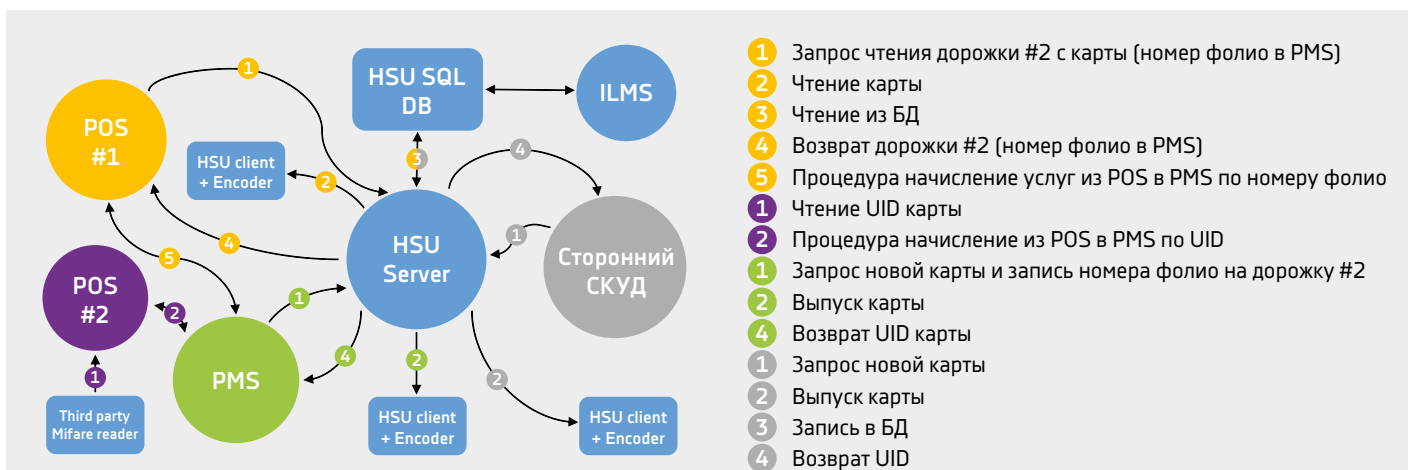 HSU SQL
DB
ILMS
POS
#1
HSU client
+ Encoder
HSU
Server
Сторонний
СКУД
POS
#2
PMS
Third party
Mifare reader
HSU client
+ Encoder
HSU client
+ Encoder
1
1
2
3
4
4
1
5
2
1
4
2
2
1
1 Запрос чтения дорожки #2 с карты (номер фолио в PMS)
2 Чтение карты
3 Чтение из БД
4 Возврат дорожки #2 (номер фолио в PMS)
5 Процедура начисление услуг из POS в PMS по номеру фолио
1 Чтение UID карты
2 Процедура начисление из POS в PMS по UID
1 Запрос новой карты и запись номера фолио на дорожку #2
2 Выпуск карты
4 Возврат UID карты
1 Запрос новой карты
2 Выпуск карты
3 Запись в БД
4 Возврат UID